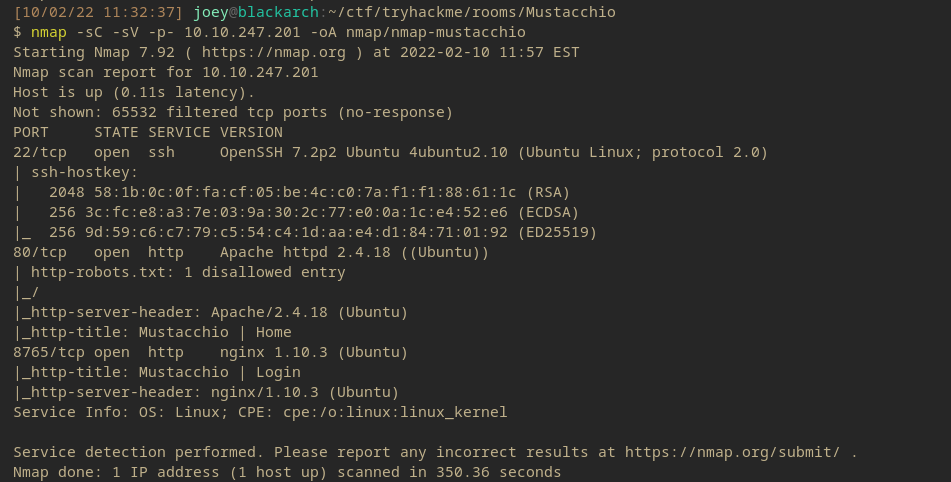 [10/02/22 11:32:37] joey@blackarch:~/ctf/tryhackme/rooms/Mustacchio
$ nmap -sC -sV -p- 10.10.247.201 -oA nmap/nmap-mustacchio
Starting Nmap 7.92 ( https://nmap.org ) at 2022-02-10 11:57 EST
Nmap scan report for 10.10.247.201
Host is up (0.11s latency).
Not shown: 65532 filtered tcp ports (no-response)
PORT     STATE SERVICE VERSION
22/tcp   open  ssh     OpenSSH 7.2p2 Ubuntu 4ubuntu2.10 (Ubuntu Linux; protocol 2.0)
| ssh-hostkey:
|   2048 58:1b:0c:0f:fa:cf:05:be:4c:c0:7a:f1:f1:88:61:1c (RSA)
|   256 3c:fc:e8:a3:7e:03:9a:30:2c:77:e0:0a:1c:e4:52:e6 (ECDSA)
|_  256 9d:59:c6:c7:79:c5:54:c4:1d:aa:e4:d1:84:71:01:92 (ED25519)
80/tcp   open  http    Apache httpd 2.4.18 ((Ubuntu))
| http-robots.txt: 1 disallowed entry
|_/
|_http-server-header: Apache/2.4.18 (Ubuntu)
|_http-title: Mustacchio | Home
8765/tcp open  http    nginx 1.10.3 (Ubuntu)
|_http-title: Mustacchio | Login
|_http-server-header: nginx/1.10.3 (Ubuntu)
Service Info: OS: Linux; CPE: cpe:/o:linux:linux_kernel

Service detection performed. Please report any incorrect results at https://nmap.org/submit/ .
Nmap done: 1 IP address (1 host up) scanned in 350.36 seconds